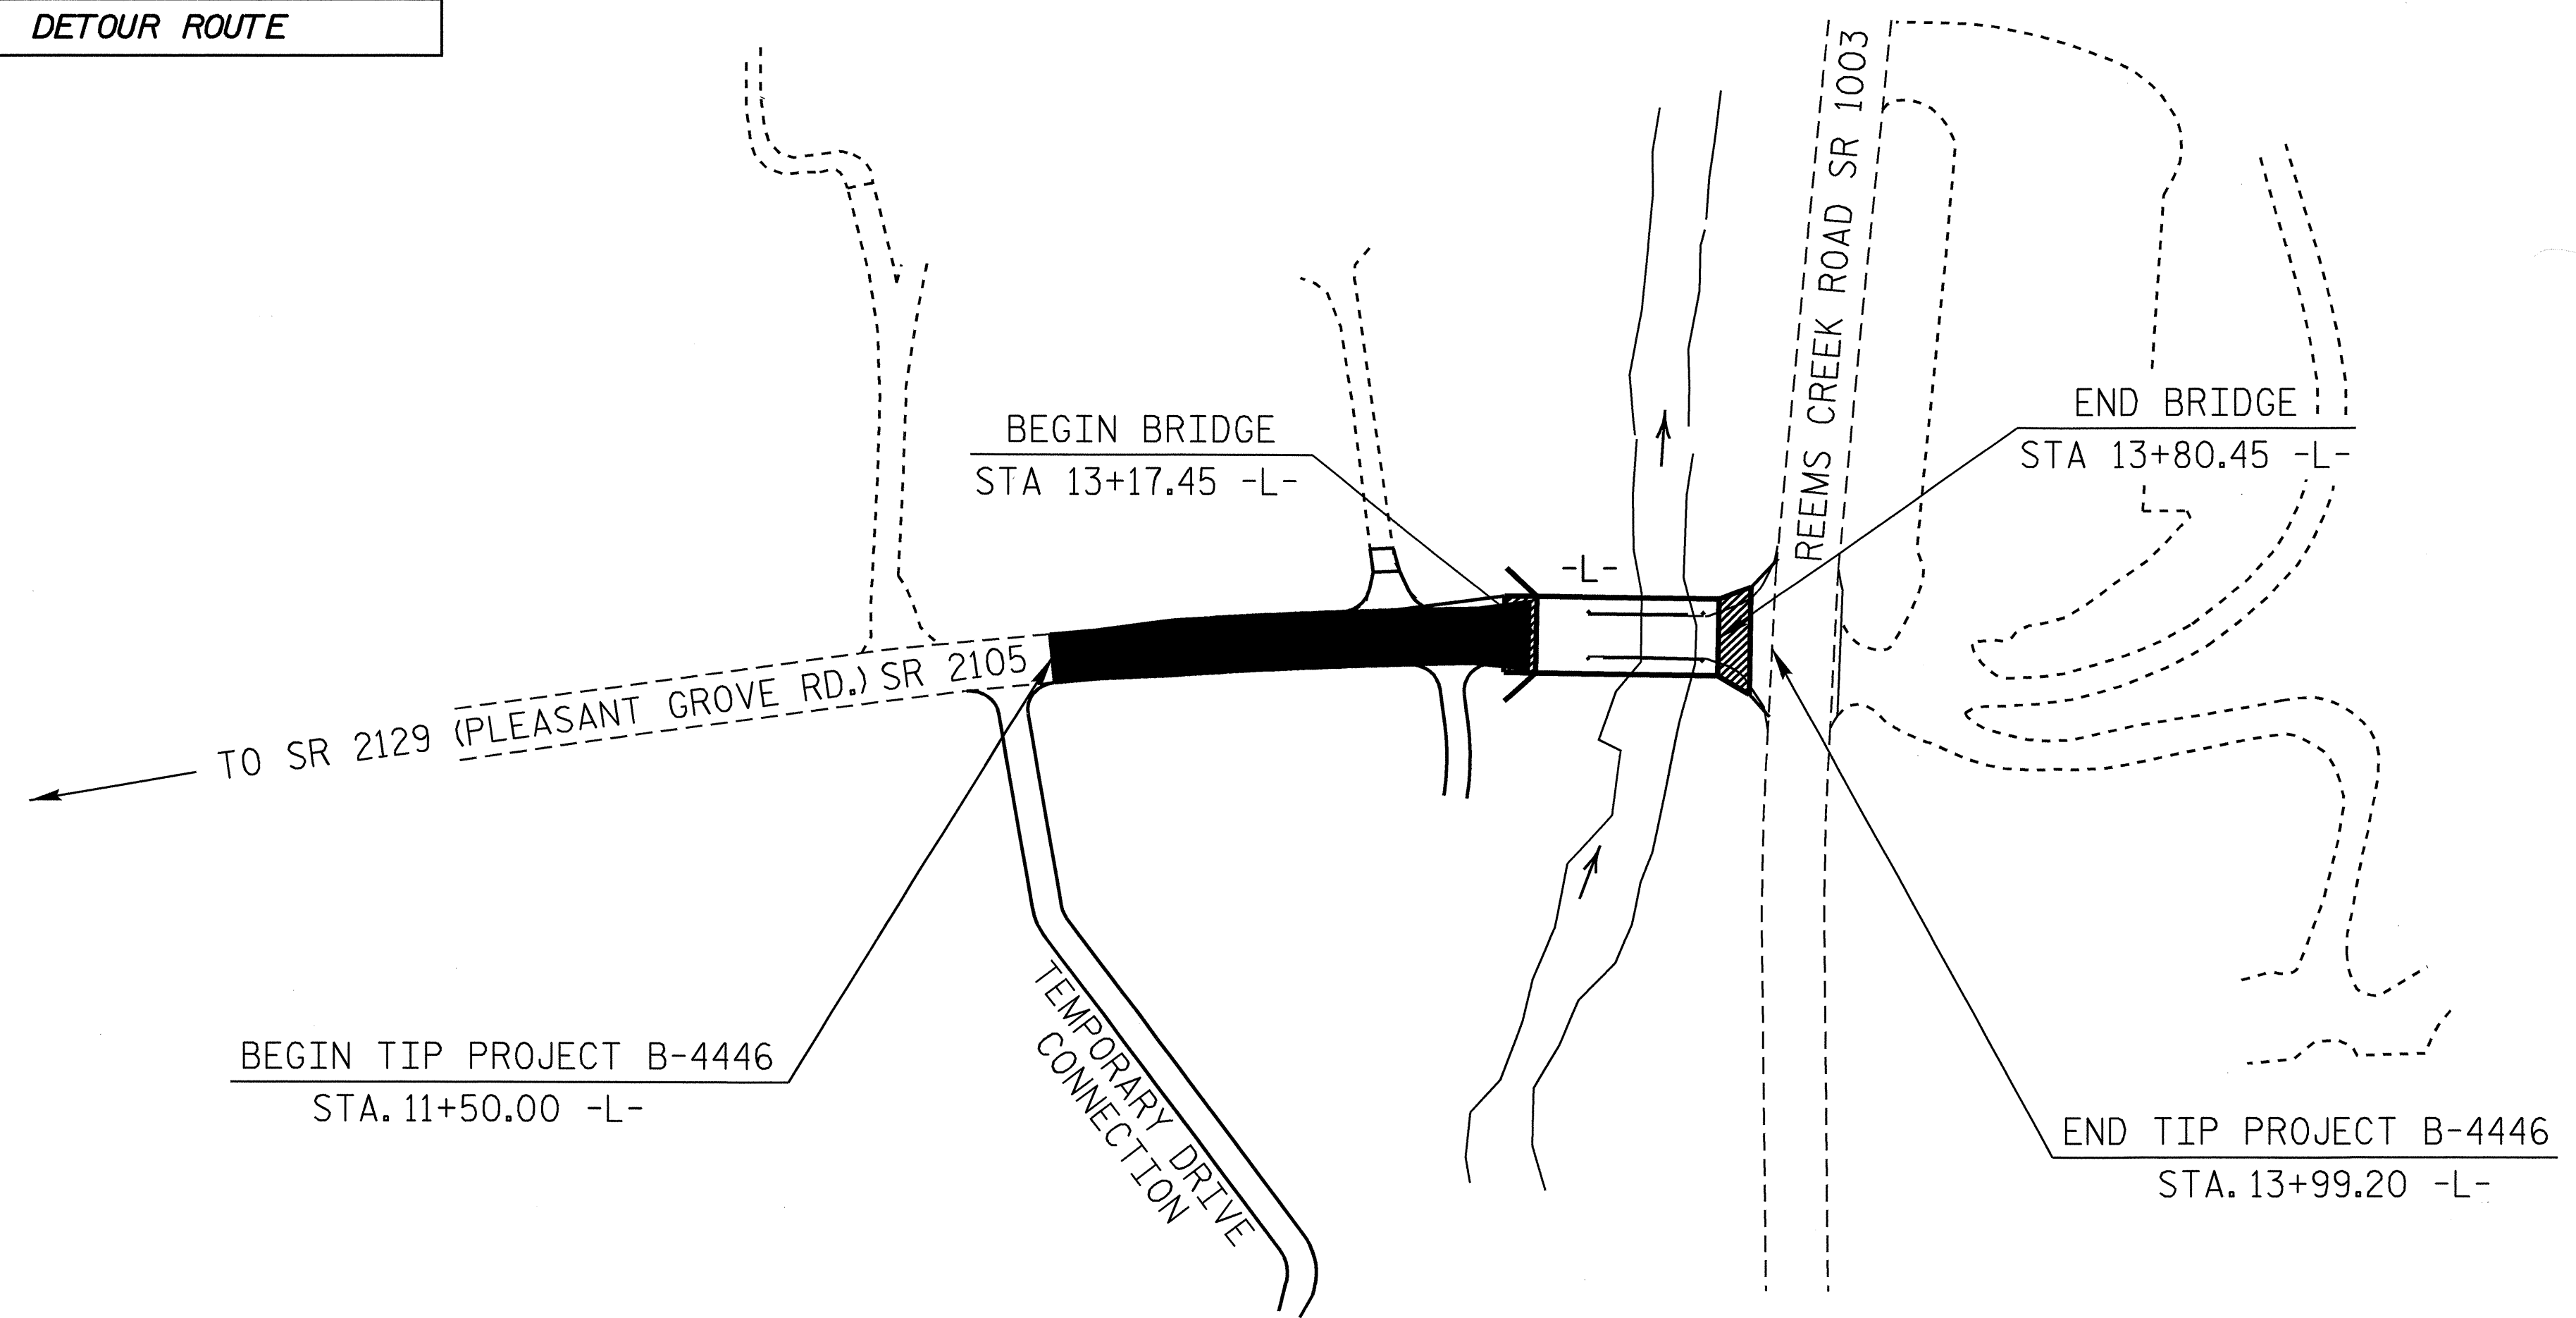 DETOUR ROUTE
REEMS CREEK ROAD SR 1003
BEGIN BRIDGE
STA 13+17.45 -L-
END BRIDGE
STA 13+80.45 -L-
-L-
TO SR 2129 (PLEASANT GROVE RD.) SR 2105
TEMPORARY DRIVE
CONNECTION
BEGIN TIP PROJECT B-4446
STA. 11+50.00 -L-
END TIP PROJECT B-4446
STA. 13+99.20 -L-